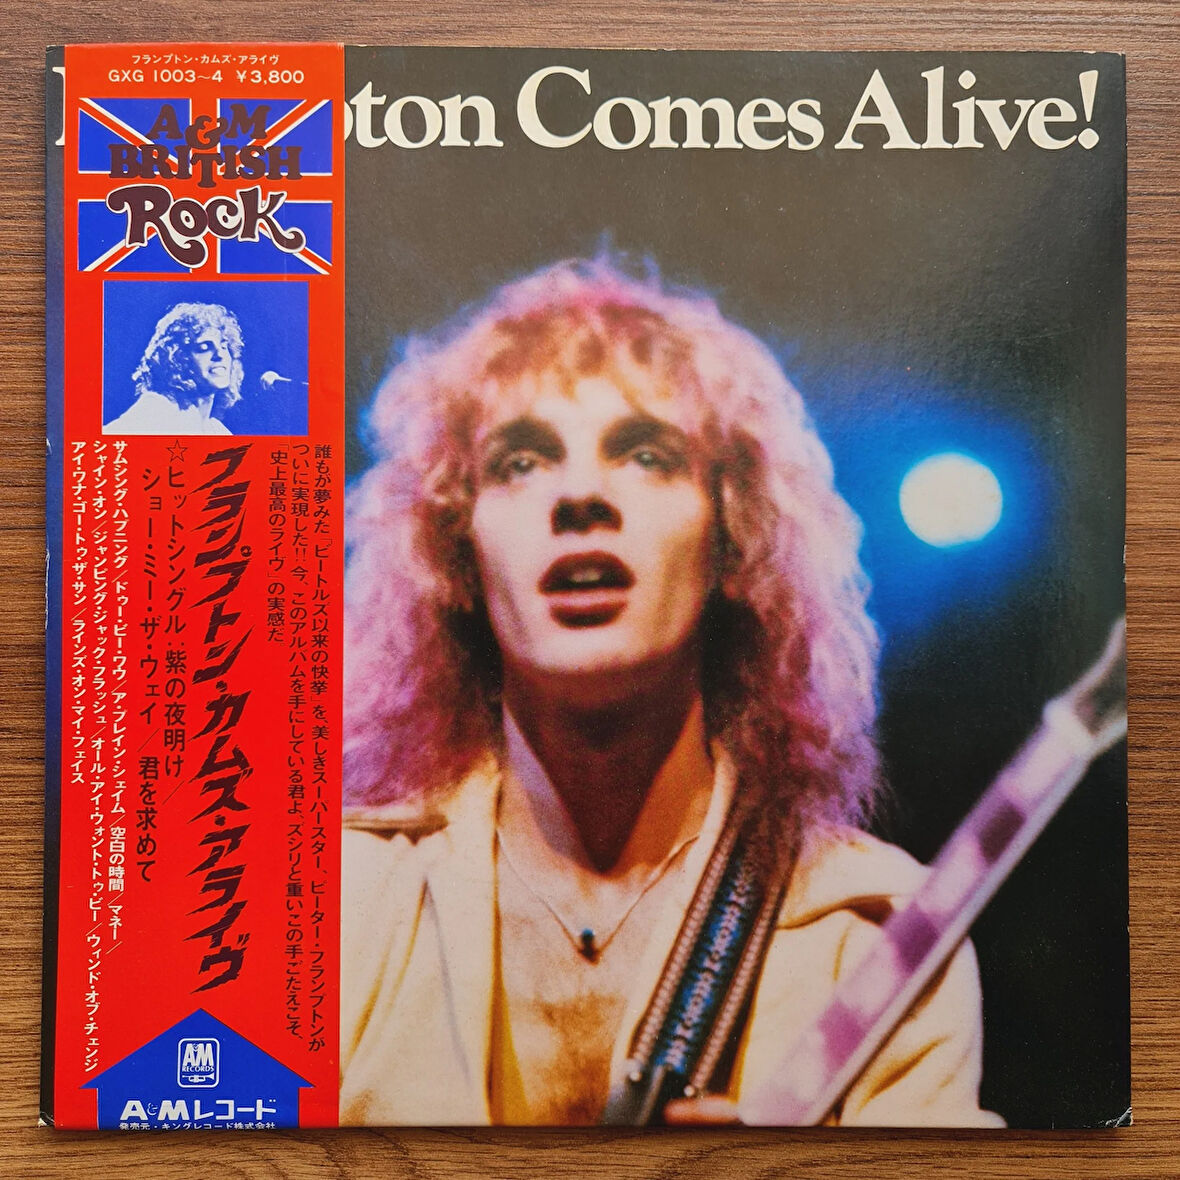 フランプトン・カムズ・アライヴ
GXG 1003~4 ¥3,800
A&M
BRITISH
ROCK
pton Comes Alive!
誰もが夢みた「ビートルズ以来の快挙」を、美しきスーパースター、ピーター・フランプトンが
ついに実現した!!今、このアルバムを手にしている君よ、ズシリと重いこの手ごたえこそ、
「史上最高のライヴ」の実感だ
フランプトン・カムズ・アライヴ
☆ヒットシングル:紫の夜明け/
ショー・ミー・ザ・ウェイ/君を求めて
サムシング・ハプニング/ドゥー・ビー・ワウ/ア・プレイン・シェイム/空白の時間/マネー/
シャイン・オン/ジャンピング・ジャック・フラッシュ/オール・アイ・ウォント・トゥ・ビー/ウィンド・オブ・チェンジ
アイ・ワナ・ゴー・トゥ・ザ・サン/ラインズ・オン・マイ・フェイス
A&M
RECORDS
A&Mレコード
発売元・キングレコード株式会社